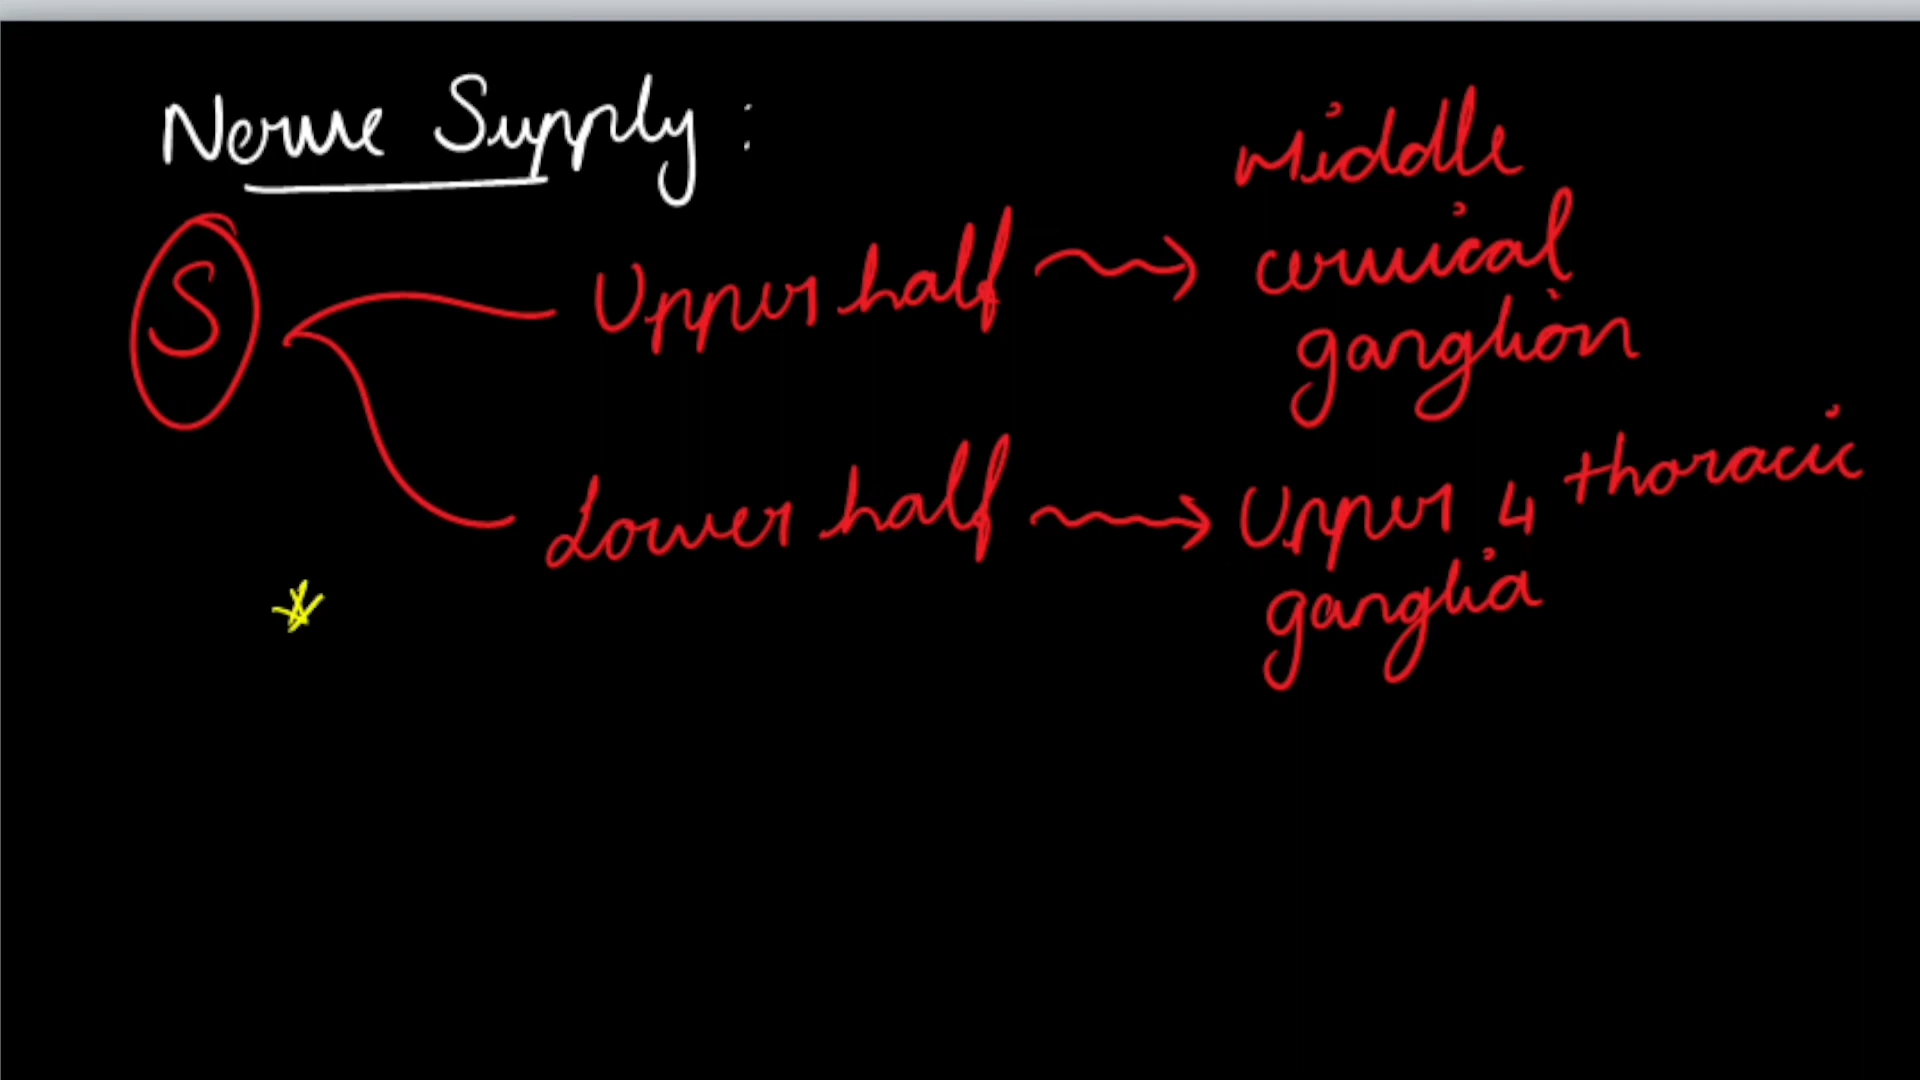 Nerve Supply :
S
Upper half → Middle
cervical
ganglion
Lower half → Upper 4 thoracic
ganglia